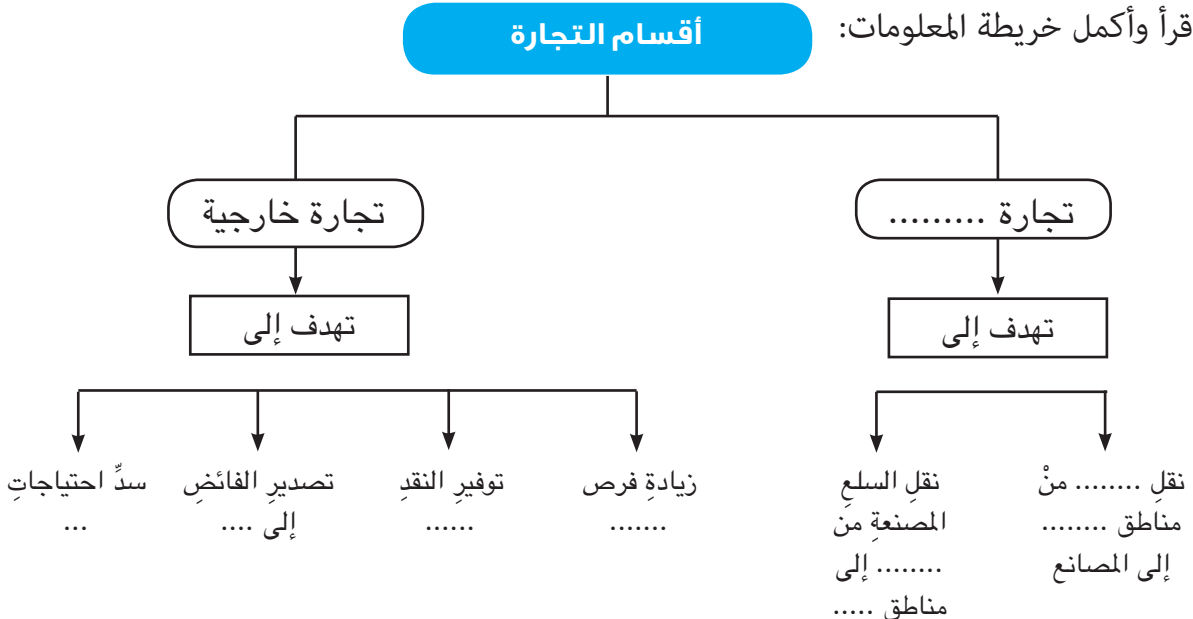 قرأ وأكمل خريطة المعلومات:
أقسام التجارة
تجارة .........
تهدف إلى
نقلِ ........ منْ
مناطق ........
إلى المصانع
نقلِ السلعِ
المصنعةِ من
........ إلى
مناطق .....
تجارة خارجية
تهدف إلى
زيادةِ فرص
.......
توفيرِ النقدِ
......
تصديرِ الفائضِ
إلى ....
سدِّ احتياجاتِ
...